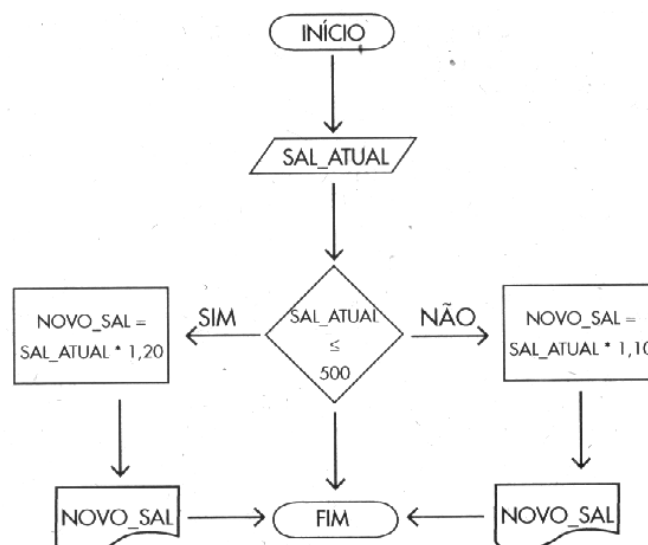 INÍCIO
SAL_ATUAL
SAL_ATUAL
≤
500
SIM
NÃO
NOVO_SAL =
SAL_ATUAL * 1,20
NOVO_SAL =
SAL_ATUAL * 1,10
NOVO_SAL
FIM
NOVO_SAL